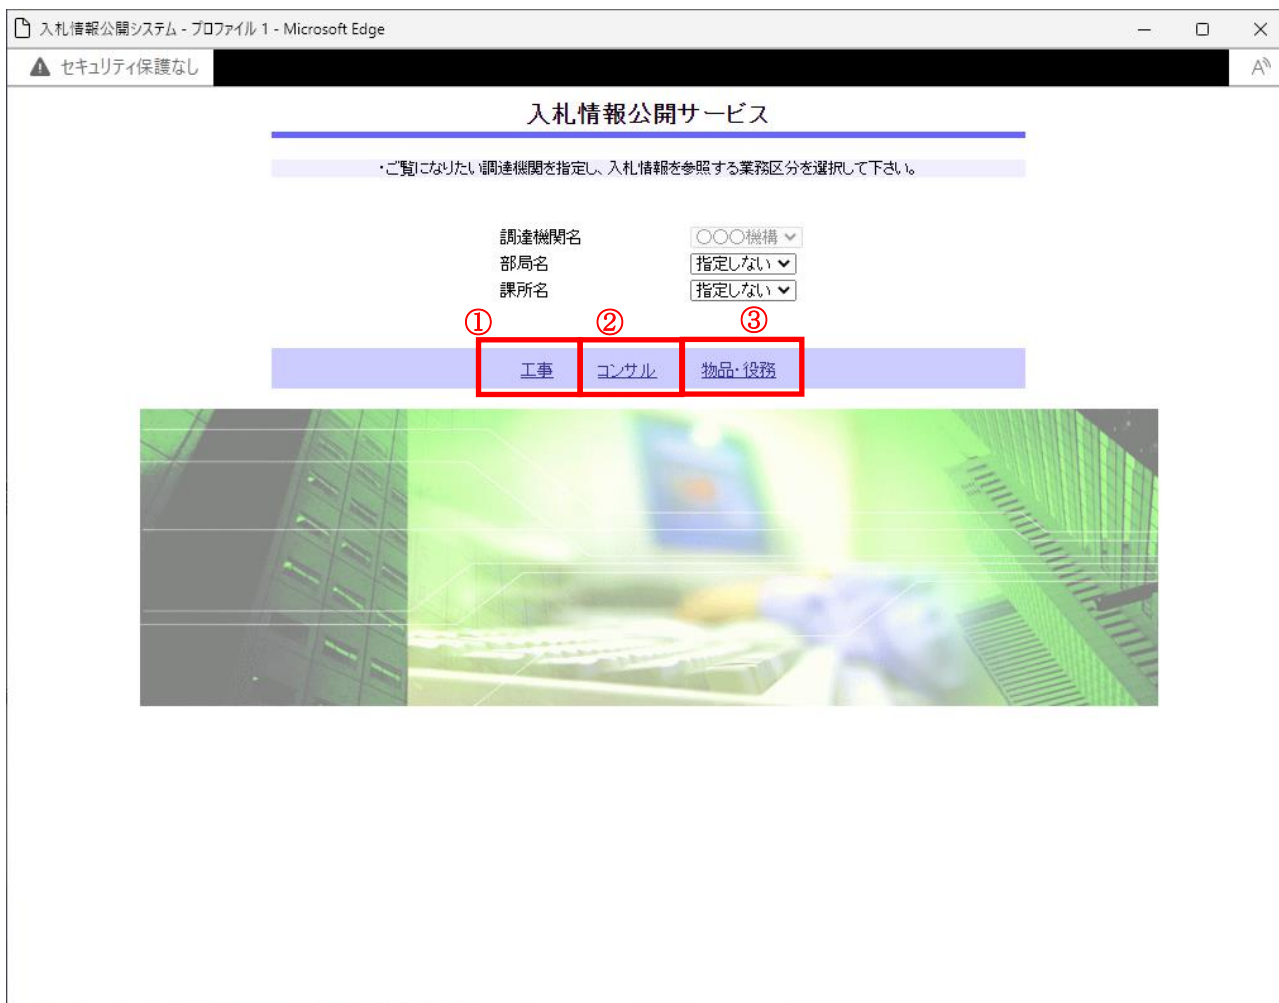 入札情報公開システム - プロファイル 1 - Microsoft Edge
セキュリティ保護なし
入札情報公開サービス
・ご覧になりたい調達機関を指定し、入札情報を参照する業務区分を選択して下さい。
調達機関名 〇〇〇機構
部局名 指定しない
課所名 指定しない
① ② ③
工事 コンサル 物品・役務